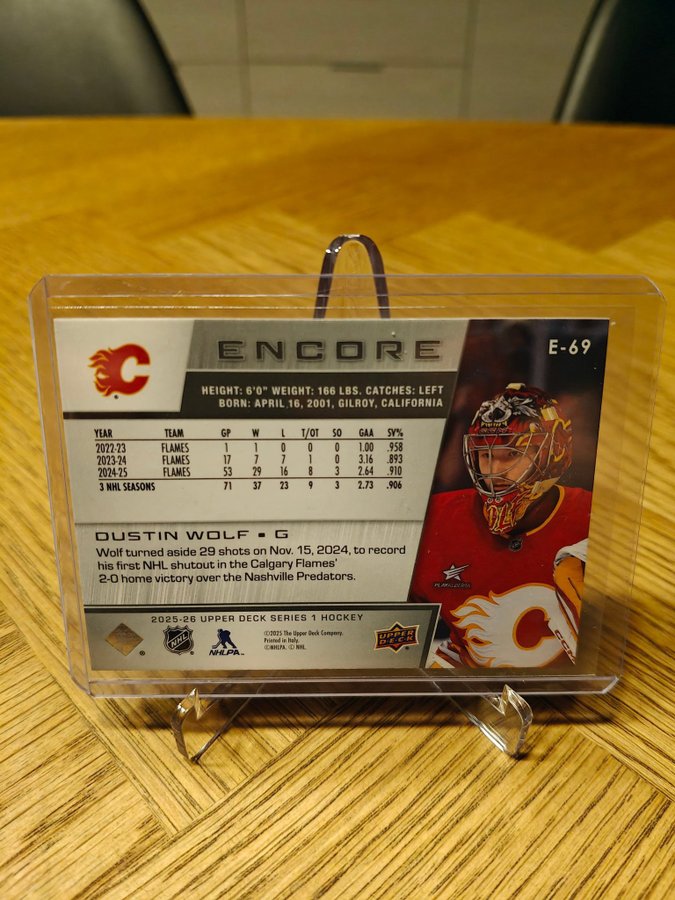 ENCORE
E-69
HEIGHT: 6'0" WEIGHT: 166 LBS. CATCHES: LEFT
BORN: APRIL 16, 2001, GILROY, CALIFORNIA
YEAR TEAM GP W L T/OT SO GAA SV%
2022-23 FLAMES 1 1 0 0 0 1.00 .958
2023-24 FLAMES 17 7 7 1 0 3.16 .893
2024-25 FLAMES 53 29 16 8 3 2.64 .910
3 NHL SEASONS 71 37 23 9 3 2.73 .906
DUSTIN WOLF • G
Wolf turned aside 29 shots on Nov. 15, 2024, to record
his first NHL shutout in the Calgary Flames'
2-0 home victory over the Nashville Predators.
2025-26 UPPER DECK SERIES 1 HOCKEY
NHL
NHLPA
©2025 The Upper Deck Company.
Printed in Italy.
©NHLPA. © NHL.
UPPER
DECK